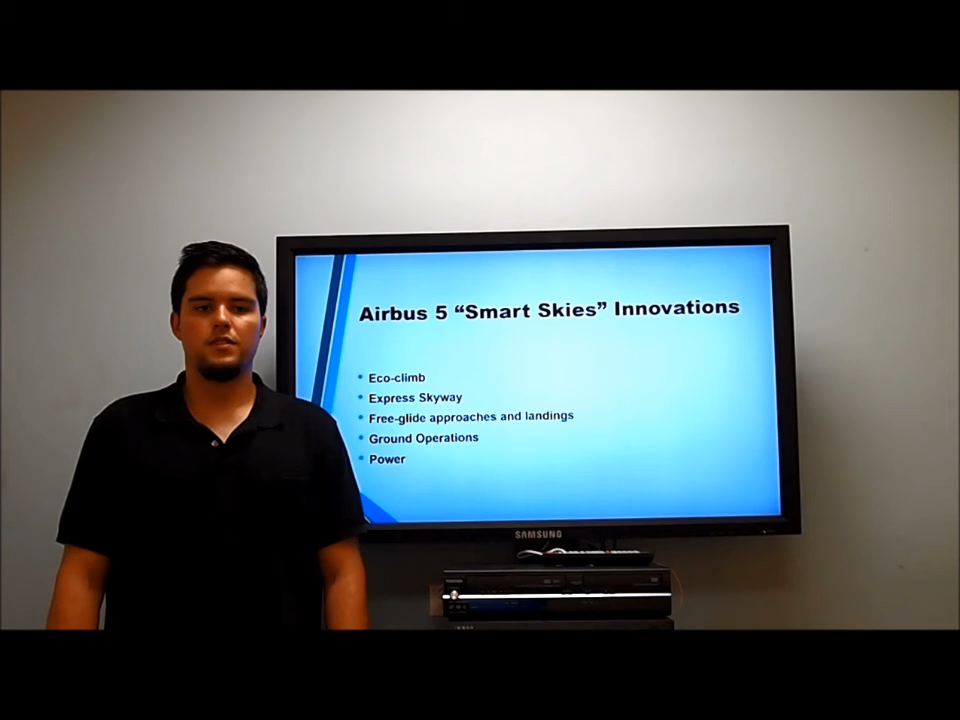 Airbus 5 “Smart Skies” Innovations
• Eco-climb
• Express Skyway
• Free-glide approaches and landings
• Ground Operations
• Power
SAMSUNG